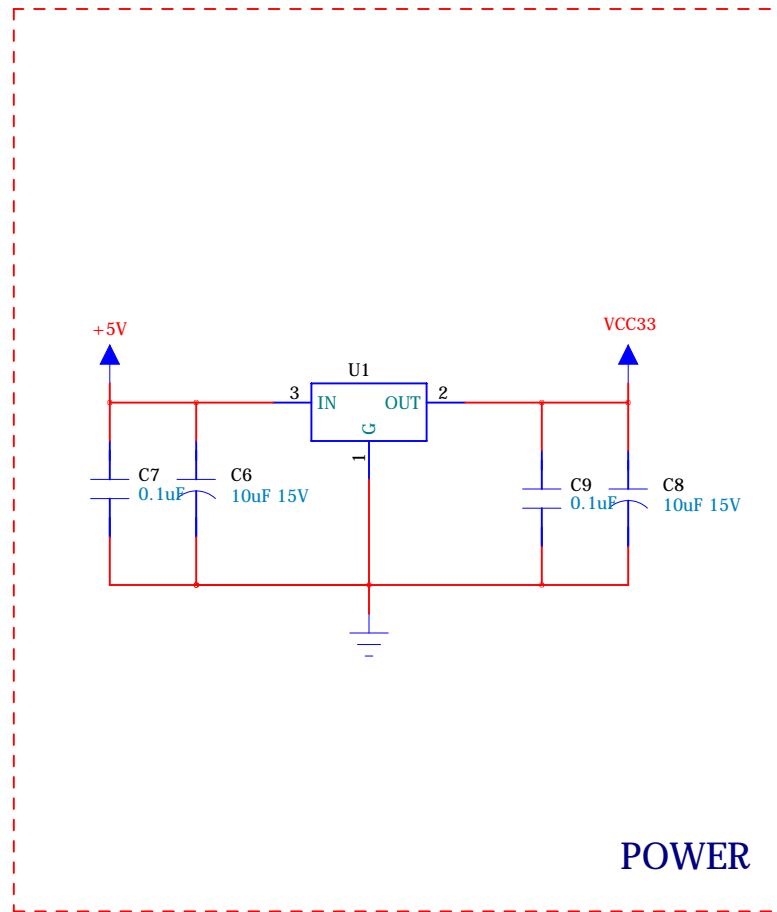 +5V
VCC33
U1
3
IN
OUT
2
G
1
C7
0.1uF
C6
10uF 15V
C9
0.1uF
C8
10uF 15V
POWER